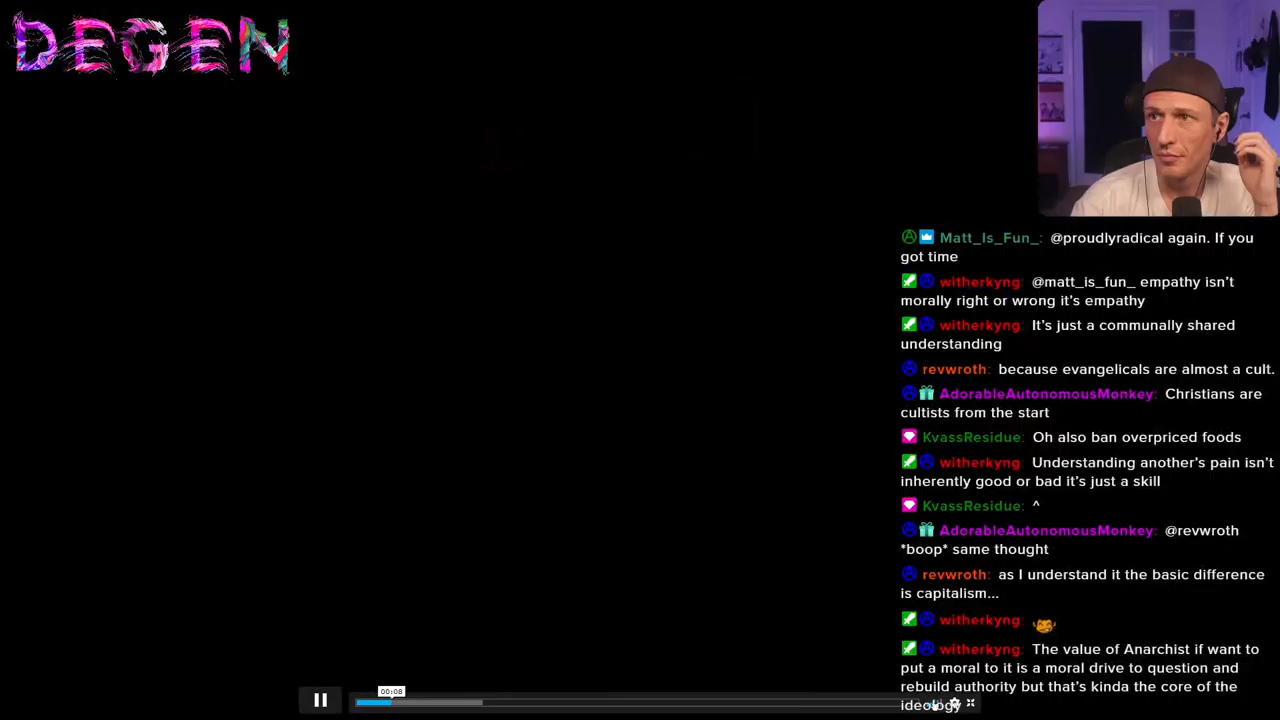 DEGEN
Matt_Is_Fun_: @proudlyradical again. If you
got time
witherkyng: @matt_is_fun_ empathy isn't
morally right or wrong it's empathy
witherkyng: It's just a communally shared
understanding
revwroth: because evangelicals are almost a cult.
AdorableAutonomousMonkey: Christians are
cultists from the start
KvassResidue: Oh also ban overpriced foods
witherkyng: Understanding another's pain isn't
inherently good or bad it's just a skill
KvassResidue: ^
AdorableAutonomousMonkey: @revwroth
*boop* same thought
revwroth: as I understand it the basic difference
is capitalism...
witherkyng:
witherkyng: The value of Anarchist if want to
put a moral to it is a moral drive to question and
rebuild authority but that's kinda the core of the
ideology
00:08